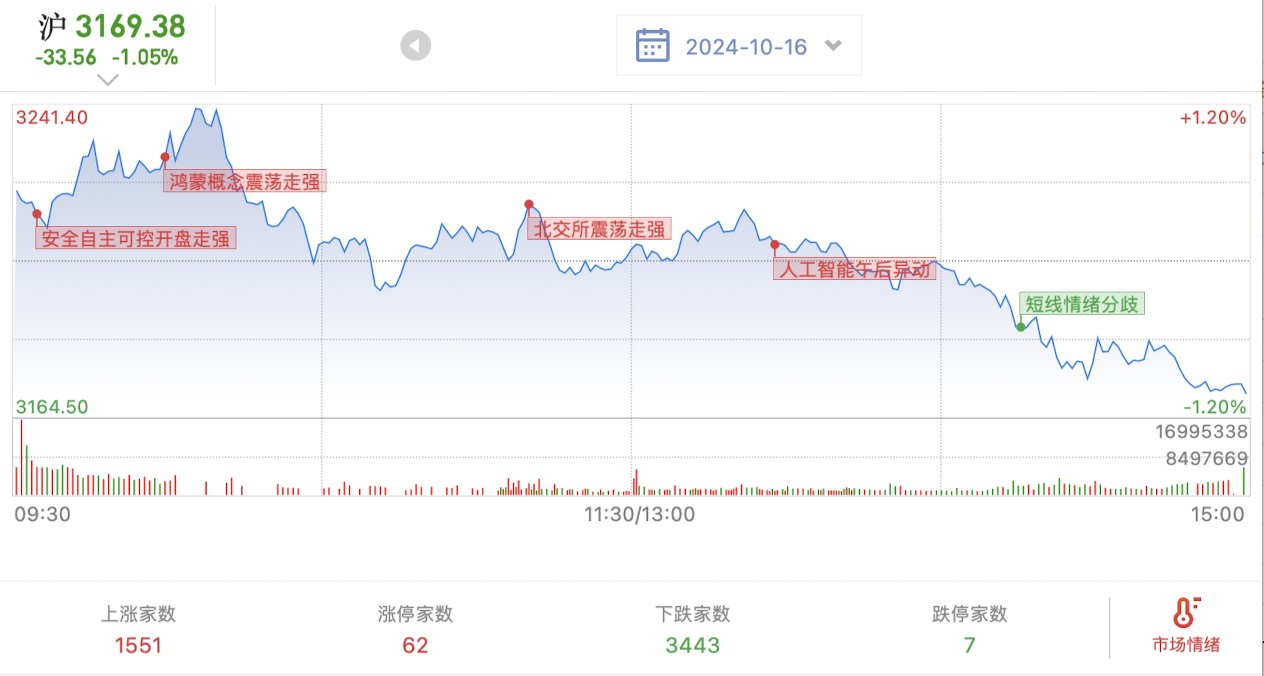 沪 3169.38
-33.56 -1.05%
2024-10-16
3241.40
+1.20%
鸿蒙概念震荡走强
安全自主可控开盘走强
北交所震荡走强
人工智能午后异动
短线情绪分歧
3164.50
-1.20%
16995338
8497669
09:30
11:30/13:00
15:00
上涨家数
涨停家数
下跌家数
跌停家数
1551
62
3443
7
市场情绪